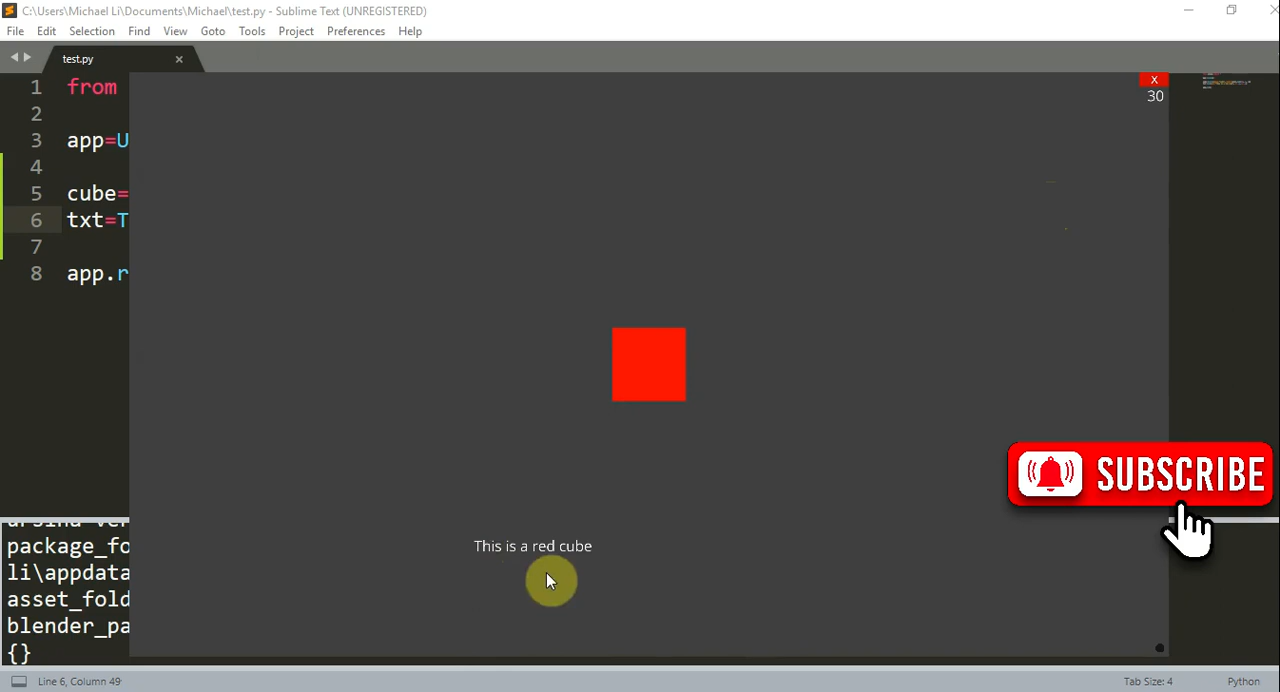 C:\Users\Michael Li\Documents\Michael\test.py - Sublime Text (UNREGISTERED)
File Edit Selection View Goto Tools Project Preferences Help
test.py ×
X
30
1 from
2
3 app=U
4
5 cube=
6 txt=T
7
8 app.r
SUBSCRIBE
This is a red cube
package_fo
li\appdata
asset_fold
blender_pa
{}
Line 6, Column 49
Tab Size: 4
Python